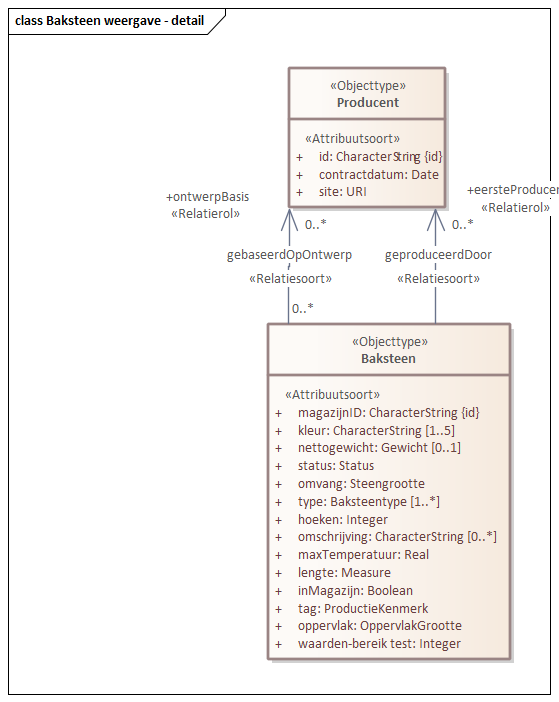 class Baksteen weergave - detail
«Objecttype»
Producent
«Attribuutsoort»
+ id: CharacterString {id}
+ contractdatum: Date
+ site: URI
+ontwerpBasis
«Relatierol»
+eersteProducen
«Relatierol»
0..*
0..*
gebaseerdOpOntwerp
«Relatiesoort»
geproduceerdDoor
«Relatiesoort»
0..*
«Objecttype»
Baksteen
«Attribuutsoort»
+ magazijnID: CharacterString {id}
+ kleur: CharacterString [1..5]
+ nettogewicht: Gewicht [0..1]
+ status: Status
+ omvang: Steengrootte
+ type: Baksteentype [1..*]
+ hoeken: Integer
+ omschrijving: CharacterString [0..*]
+ maxTemperatuur: Real
+ lengte: Measure
+ inMagazijn: Boolean
+ tag: ProductieKenmerk
+ oppervlak: OppervlakGrootte
+ waarden-bereik test: Integer